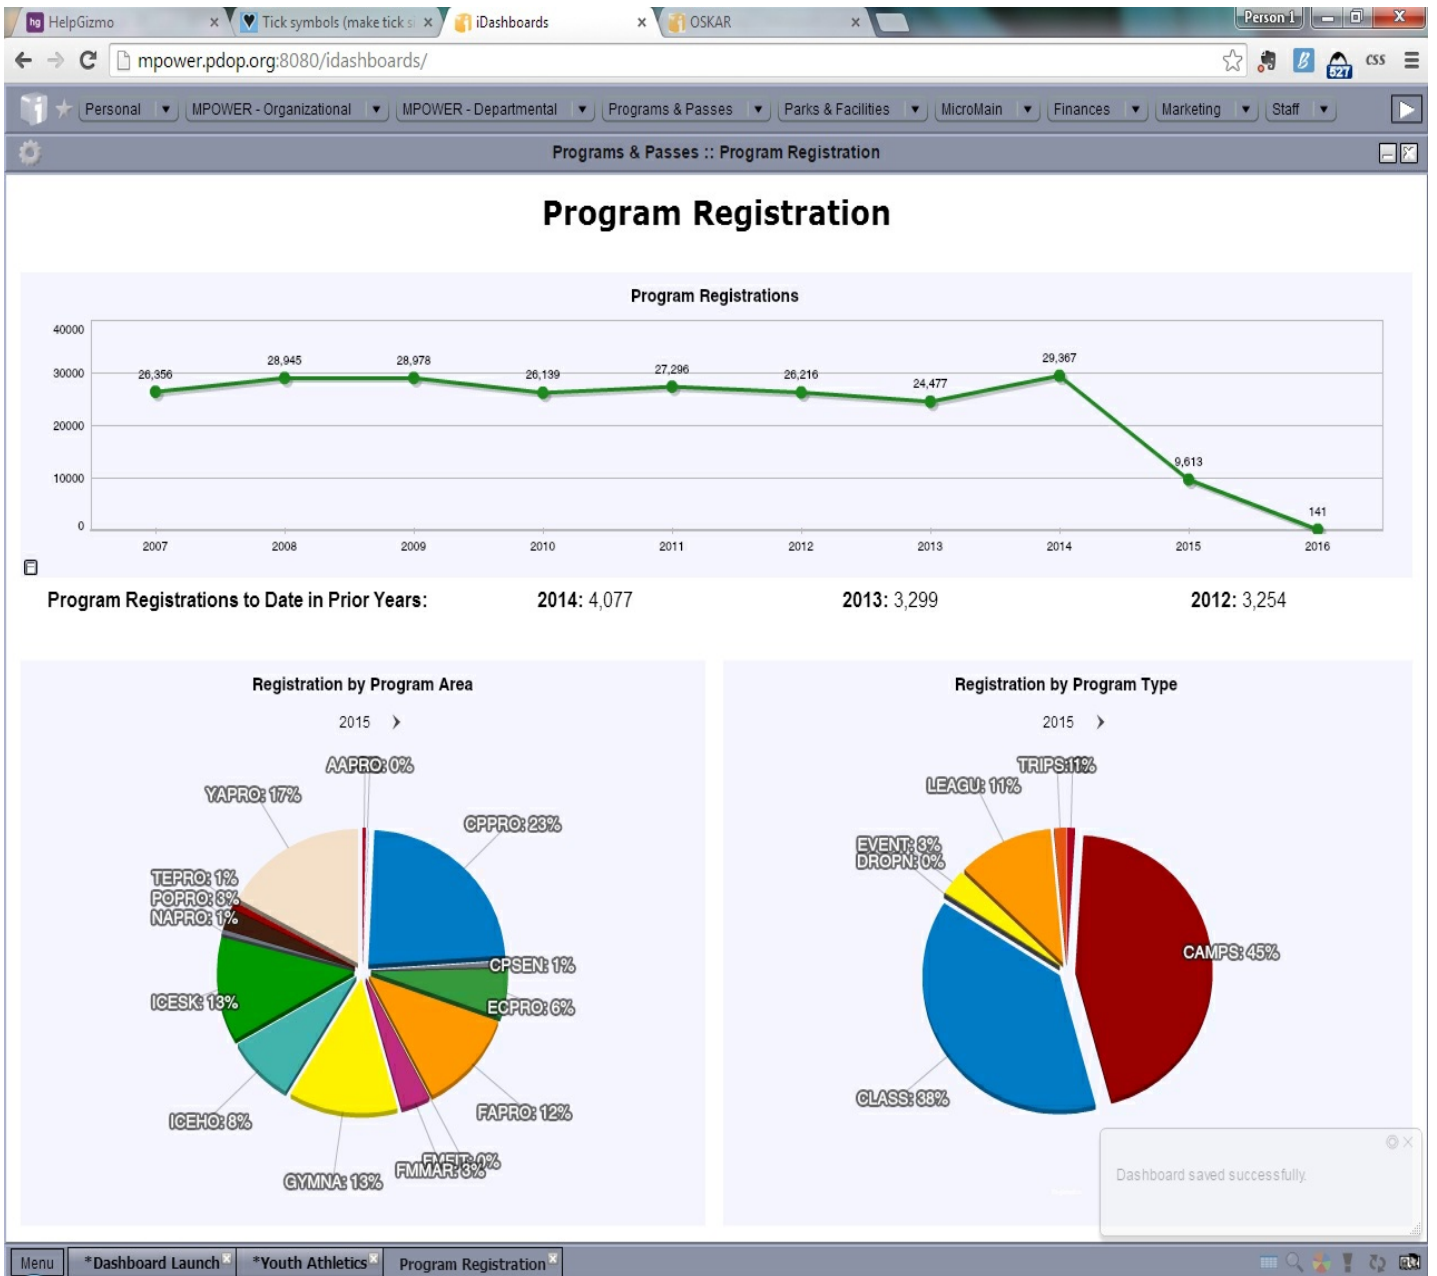 HelpGizmo
Tick symbols (make tick s
iDashboards
OSKAR
Person 1
mpower.pdop.org:8080/idashboards/
527
CSS
Personal
MPOWER - Organizational
MPOWER - Departmental
Programs & Passes
Parks & Facilities
MicroMain
Finances
Marketing
Staff
Programs & Passes :: Program Registration
Program Registration
Program Registrations
40000
30000
20000
10000
0
26,356
28,945
28,978
26,139
27,296
26,216
24,477
29,367
9,613
141
2007
2008
2009
2010
2011
2012
2013
2014
2015
2016
Program Registrations to Date in Prior Years: 2014: 4,077 2013: 3,299 2012: 3,254
Registration by Program Area
2015
AAPRO: 0%
YAPRO: 17%
CPPRO: 23%
TEPRO: 1%
POPRO: 3%
NAPRO: 1%
CPSEN: 1%
ICESK: 13%
ECPRO: 6%
FAPRO: 12%
ICEHO: 8%
FMFIT: 0%
FMMAR: 3%
GYMNA: 13%
Registration by Program Type
2015
TRIPS: 1%
LEAGU: 11%
EVENT: 3%
DROPN: 0%
CAMPS: 45%
CLASS: 38%
Dashboard saved successfully.
Menu
*Dashboard Launch
*Youth Athletics
Program Registration